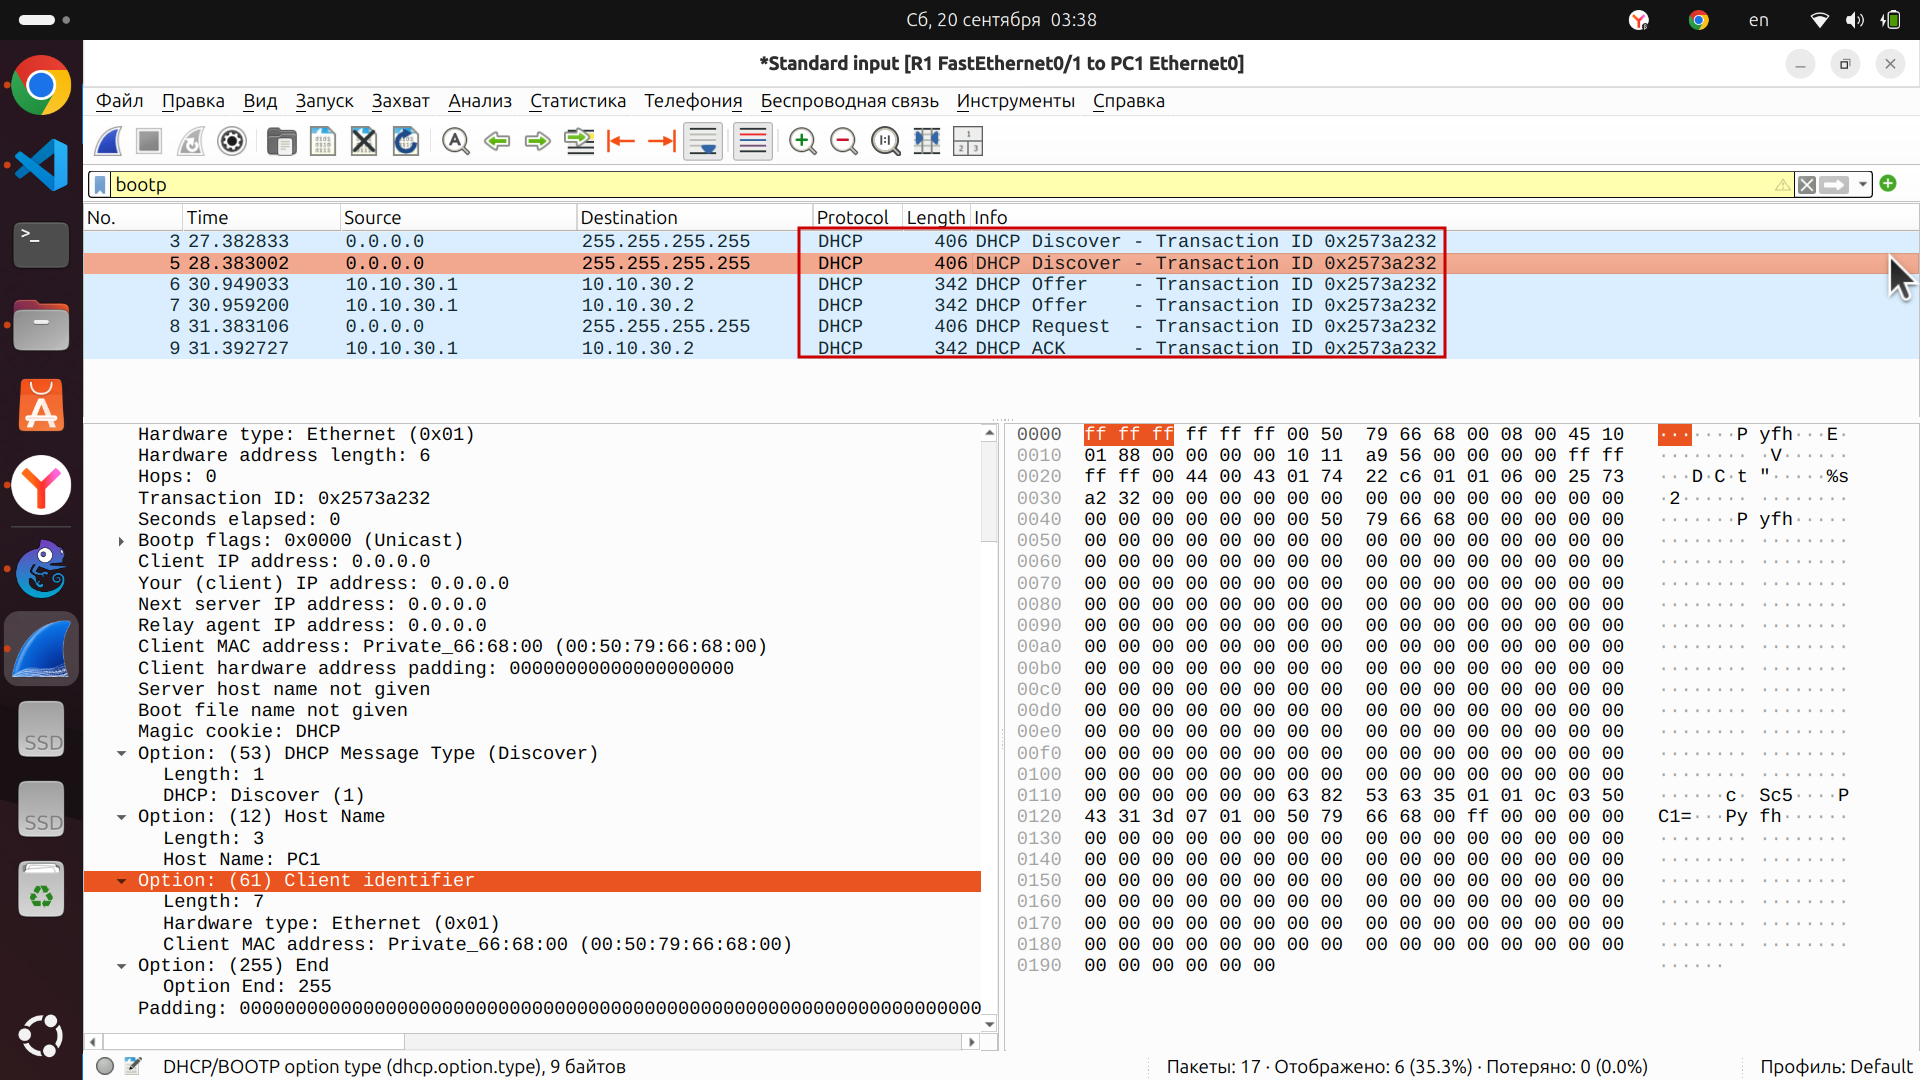 Сб, 20 сентября 03:38
en
*Standard input [R1 FastEthernet0/1 to PC1 Ethernet0]
Файл Правка Вид Запуск Захват Анализ Статистика Телефония Беспроводная связь Инструменты Справка
bootp
No. Time Source Destination Protocol Length Info
3 27.382833 0.0.0.0 255.255.255.255 DHCP 406 DHCP Discover - Transaction ID 0x2573a232
5 28.383002 0.0.0.0 255.255.255.255 DHCP 406 DHCP Discover - Transaction ID 0x2573a232
6 30.949033 10.10.30.1 10.10.30.2 DHCP 342 DHCP Offer - Transaction ID 0x2573a232
7 30.959200 10.10.30.1 10.10.30.2 DHCP 342 DHCP Offer - Transaction ID 0x2573a232
8 31.383106 0.0.0.0 255.255.255.255 DHCP 406 DHCP Request - Transaction ID 0x2573a232
9 31.392727 10.10.30.1 10.10.30.2 DHCP 342 DHCP ACK - Transaction ID 0x2573a232
Hardware type: Ethernet (0x01)
Hardware address length: 6
Hops: 0
Transaction ID: 0x2573a232
Seconds elapsed: 0
Bootp flags: 0x0000 (Unicast)
Client IP address: 0.0.0.0
Your (client) IP address: 0.0.0.0
Next server IP address: 0.0.0.0
Relay agent IP address: 0.0.0.0
Client MAC address: Private_66:68:00 (00:50:79:66:68:00)
Client hardware address padding: 00000000000000000000
Server host name not given
Boot file name not given
Magic cookie: DHCP
Option: (53) DHCP Message Type (Discover)
Length: 1
DHCP: Discover (1)
Option: (12) Host Name
Length: 3
Host Name: PC1
Option: (61) Client identifier
Length: 7
Hardware type: Ethernet (0x01)
Client MAC address: Private_66:68:00 (00:50:79:66:68:00)
Option: (255) End
Option End: 255
Padding: 000000000000000000000000000000000000000000000000000000000000000000
0000 ff ff ff ff ff ff 00 50 79 66 68 00 08 00 45 10 ·······P yfh···E·
0010 01 88 00 00 00 00 10 11 a9 56 00 00 00 00 ff ff ········ ·V······
0020 ff ff 00 44 00 43 01 74 22 c6 01 01 06 00 25 73 ···D·C·t "·····%s
0030 a2 32 00 00 00 00 00 00 00 00 00 00 00 00 00 00 ·2······ ········
0040 00 00 00 00 00 00 00 50 79 66 68 00 00 00 00 00 ·······P yfh·····
0050 00 00 00 00 00 00 00 00 00 00 00 00 00 00 00 00 ········ ········
0060 00 00 00 00 00 00 00 00 00 00 00 00 00 00 00 00 ········ ········
0070 00 00 00 00 00 00 00 00 00 00 00 00 00 00 00 00 ········ ········
0080 00 00 00 00 00 00 00 00 00 00 00 00 00 00 00 00 ········ ········
0090 00 00 00 00 00 00 00 00 00 00 00 00 00 00 00 00 ········ ········
00a0 00 00 00 00 00 00 00 00 00 00 00 00 00 00 00 00 ········ ········
00b0 00 00 00 00 00 00 00 00 00 00 00 00 00 00 00 00 ········ ········
00c0 00 00 00 00 00 00 00 00 00 00 00 00 00 00 00 00 ········ ········
00d0 00 00 00 00 00 00 00 00 00 00 00 00 00 00 00 00 ········ ········
00e0 00 00 00 00 00 00 00 00 00 00 00 00 00 00 00 00 ········ ········
00f0 00 00 00 00 00 00 00 00 00 00 00 00 00 00 00 00 ········ ········
0100 00 00 00 00 00 00 00 00 00 00 00 00 00 00 00 00 ········ ········
0110 00 00 00 00 00 00 63 82 53 63 35 01 01 0c 03 50 ······c· Sc5····P
0120 43 31 3d 07 01 00 50 79 66 68 00 ff 00 00 00 00 C1=···Py fh······
0130 00 00 00 00 00 00 00 00 00 00 00 00 00 00 00 00 ········ ········
0140 00 00 00 00 00 00 00 00 00 00 00 00 00 00 00 00 ········ ········
0150 00 00 00 00 00 00 00 00 00 00 00 00 00 00 00 00 ········ ········
0160 00 00 00 00 00 00 00 00 00 00 00 00 00 00 00 00 ········ ········
0170 00 00 00 00 00 00 00 00 00 00 00 00 00 00 00 00 ········ ········
0180 00 00 00 00 00 00 00 00 00 00 00 00 00 00 00 00 ········ ········
0190 00 00 00 00 00 00 ······
SSD
SSD
DHCP/BOOTP option type (dhcp.option.type), 9 байтов
Пакеты: 17 · Отображено: 6 (35.3%) · Потеряно: 0 (0.0%)
Профиль: Default